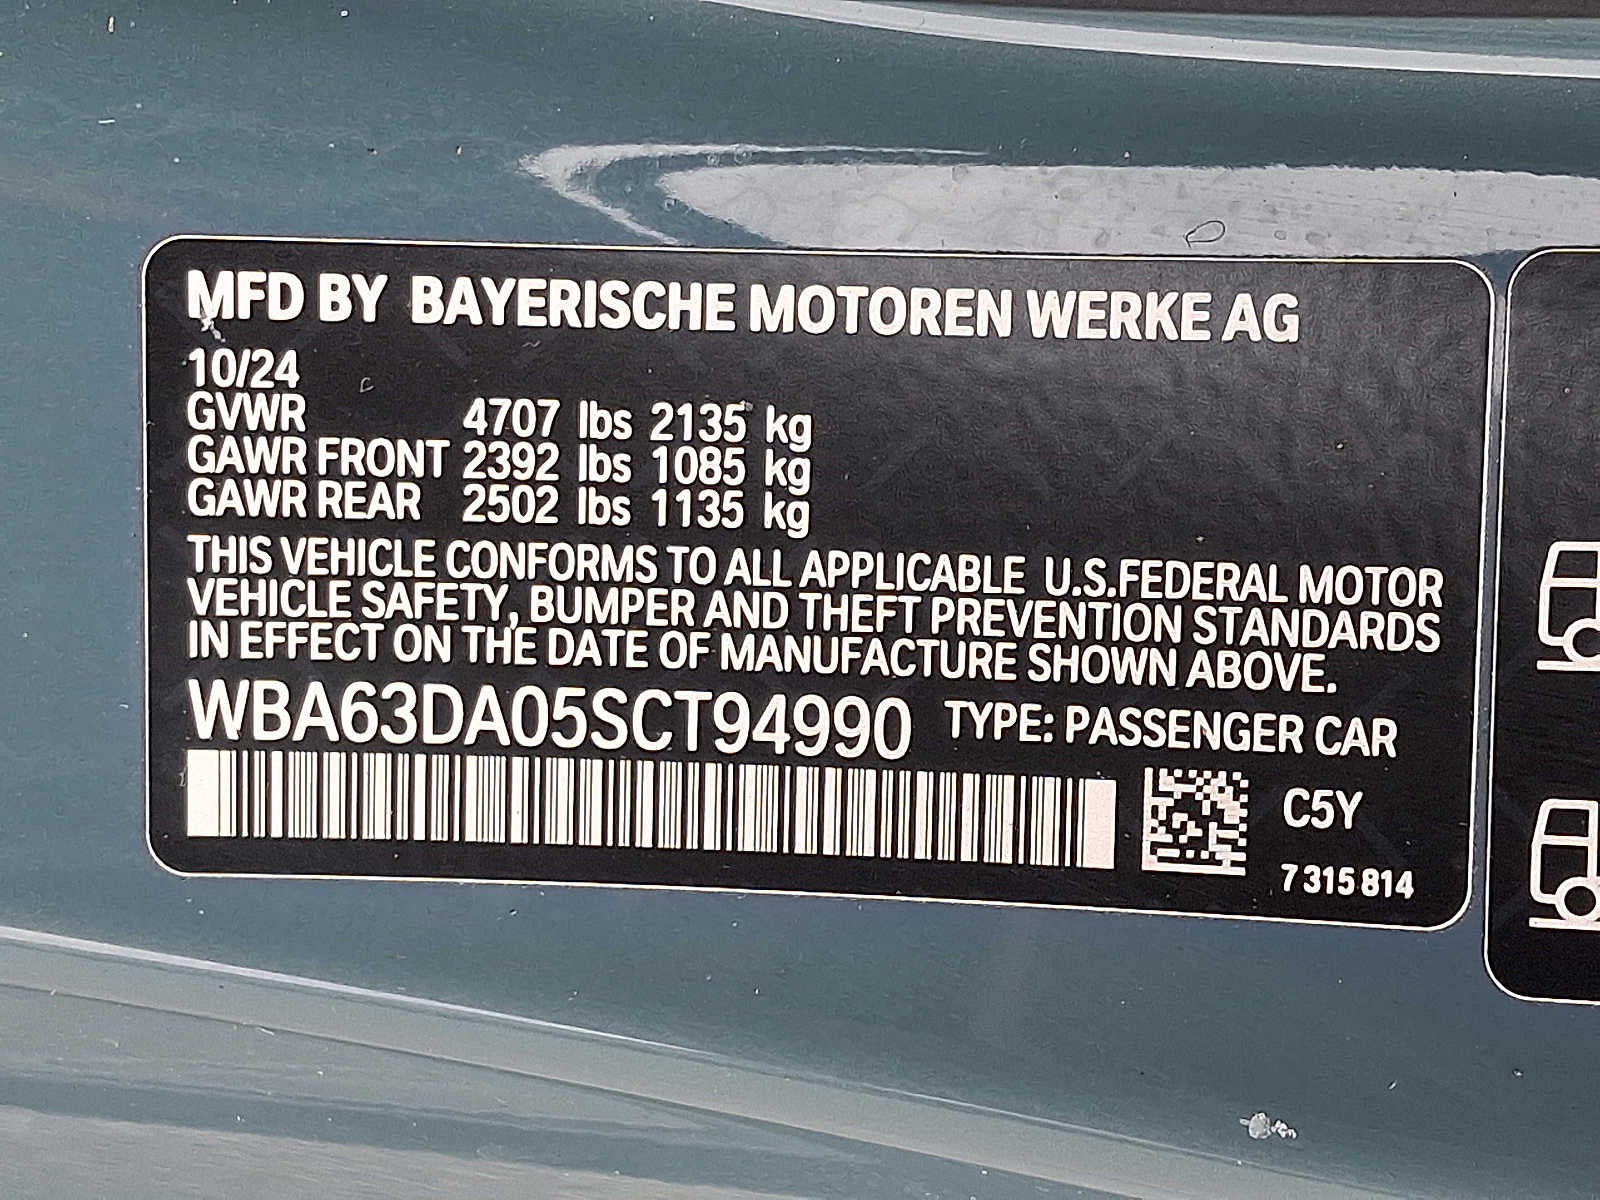 MFD BY BAYERISCHE MOTOREN WERKE AG
10/24
GVWR 4707 lbs 2135 kg
GAWR FRONT 2392 lbs 1085 kg
GAWR REAR 2502 lbs 1135 kg
THIS VEHICLE CONFORMS TO ALL APPLICABLE U.S.FEDERAL MOTOR
VEHICLE SAFETY, BUMPER AND THEFT PREVENTION STANDARDS
IN EFFECT ON THE DATE OF MANUFACTURE SHOWN ABOVE.
WBA63DA05SCT94990 TYPE: PASSENGER CAR
C5Y
7 315 814